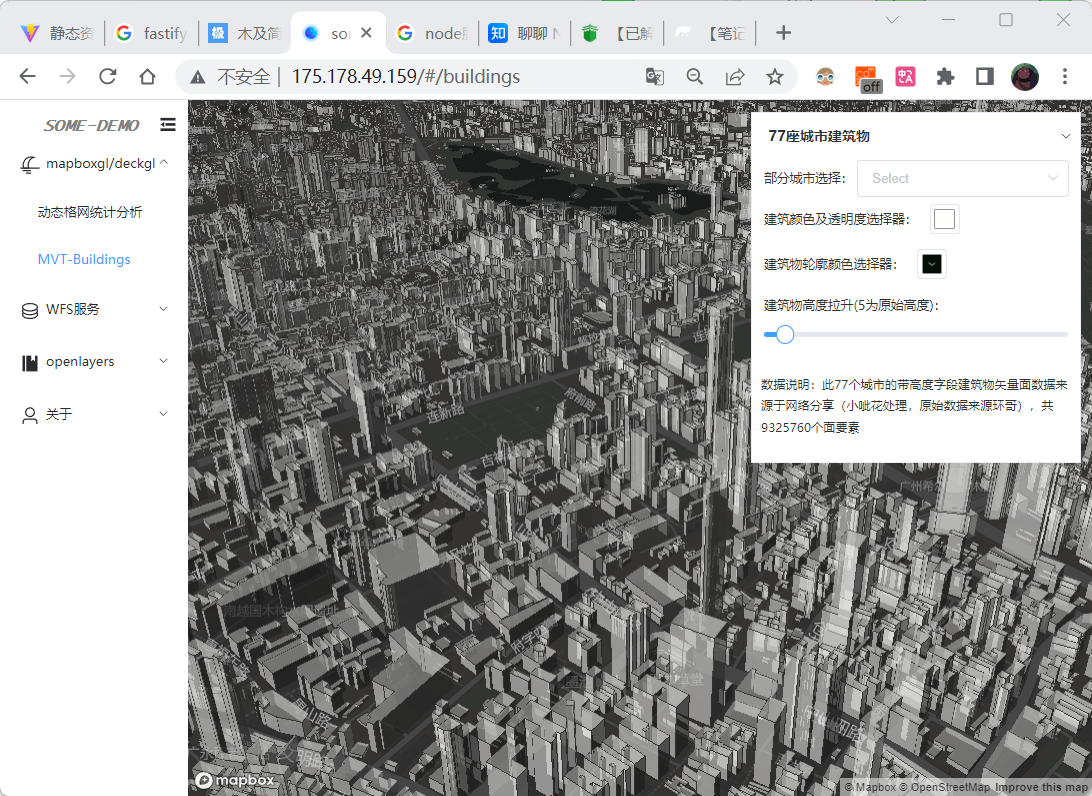 静态资
fastify
木及简
so
node
聊聊 N
【已解
【笔记
不安全
175.178.49.159/#/buildings
off
SOME-DEMO
mapboxgl/deckgl
动态格网统计分析
MVT-Buildings
WFS服务
openlayers
关于
77座城市建筑物
部分城市选择:
Select
建筑颜色及透明度选择器:
建筑物轮廓颜色选择器:
建筑物高度拉升(5为原始高度):
数据说明：此77个城市的带高度字段建筑物矢量面数据来
源于网络分享（小呲花处理，原始数据来源环哥），共
9325760个面要素
mapbox
© Mapbox © OpenStreetMap Improve this map